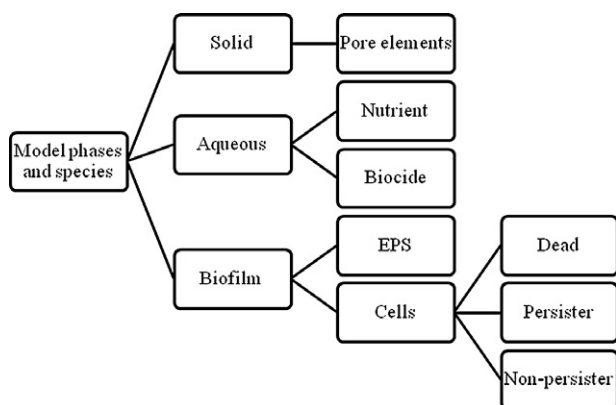 Model phases
and species
Solid
Pore elements
Aqueous
Nutrient
Biocide
Biofilm
EPS
Cells
Dead
Persister
Non-persister